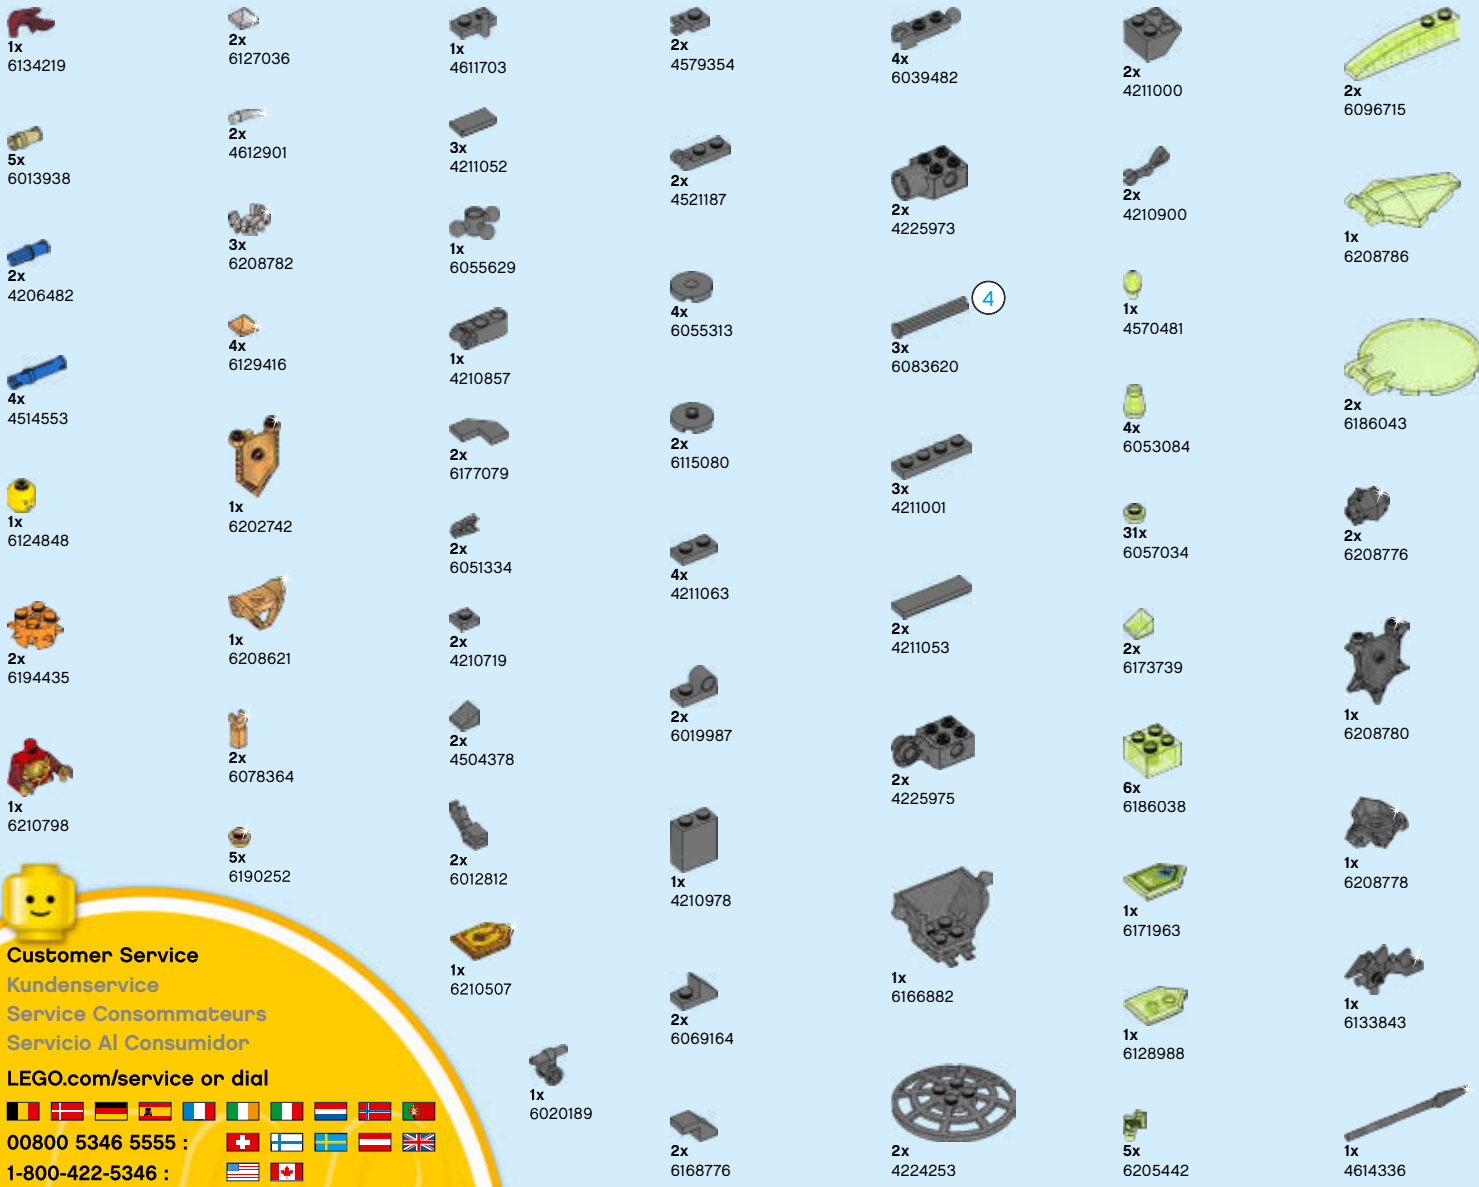 1x
6134219
5x
6013938
2x
4206482
4x
4514553
1x
6124848
2x
6194435
1x
6210798
2x
6127036
2x
4612901
3x
6208782
4x
6129416
1x
6202742
1x
6208621
2x
6078364
5x
6190252
1x
4611703
3x
4211052
1x
6055629
1x
4210857
2x
6177079
2x
6051334
2x
4210719
2x
4504378
2x
6012812
1x
6210507
1x
6020189
2x
4579354
2x
4521187
4x
6055313
2x
6115080
4x
4211063
2x
6019987
1x
4210978
2x
6069164
2x
6168776
4x
6039482
2x
4225973
4
3x
6083620
3x
4211001
2x
4211053
2x
4225975
1x
6166882
2x
4224253
2x
4211000
2x
4210900
1x
4570481
4x
6053084
31x
6057034
2x
6173739
6x
6186038
1x
6171963
1x
6128988
5x
6205442
2x
6096715
1x
6208786
2x
6186043
2x
6208776
1x
6208780
1x
6208778
1x
6133843
1x
4614336
Customer Service
Kundenservice
Service Consommateurs
Servicio Al Consumidor
LEGO.com/service or dial
00800 5346 5555 :
1-800-422-5346 :